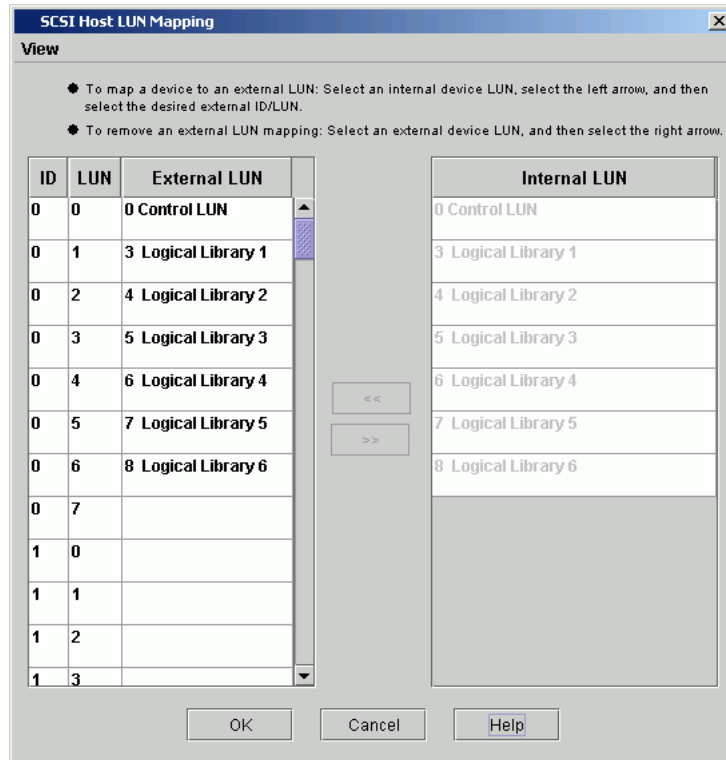 SCSI Host LUN Mapping
View
To map a device to an external LUN: Select an internal device LUN, select the left arrow, and then
select the desired external ID/LUN.
To remove an external LUN mapping: Select an external device LUN, and then select the right arrow.
ID LUN External LUN Internal LUN
0 0 0 Control LUN 0 Control LUN
0 1 3 Logical Library 1 3 Logical Library 1
0 2 4 Logical Library 2 4 Logical Library 2
0 3 5 Logical Library 3 5 Logical Library 3
0 4 6 Logical Library 4 6 Logical Library 4
<<
0 5 7 Logical Library 5 7 Logical Library 5
>>
0 6 8 Logical Library 6 8 Logical Library 6
0 7
1 0
1 1
1 2
1 3
OK Cancel Help